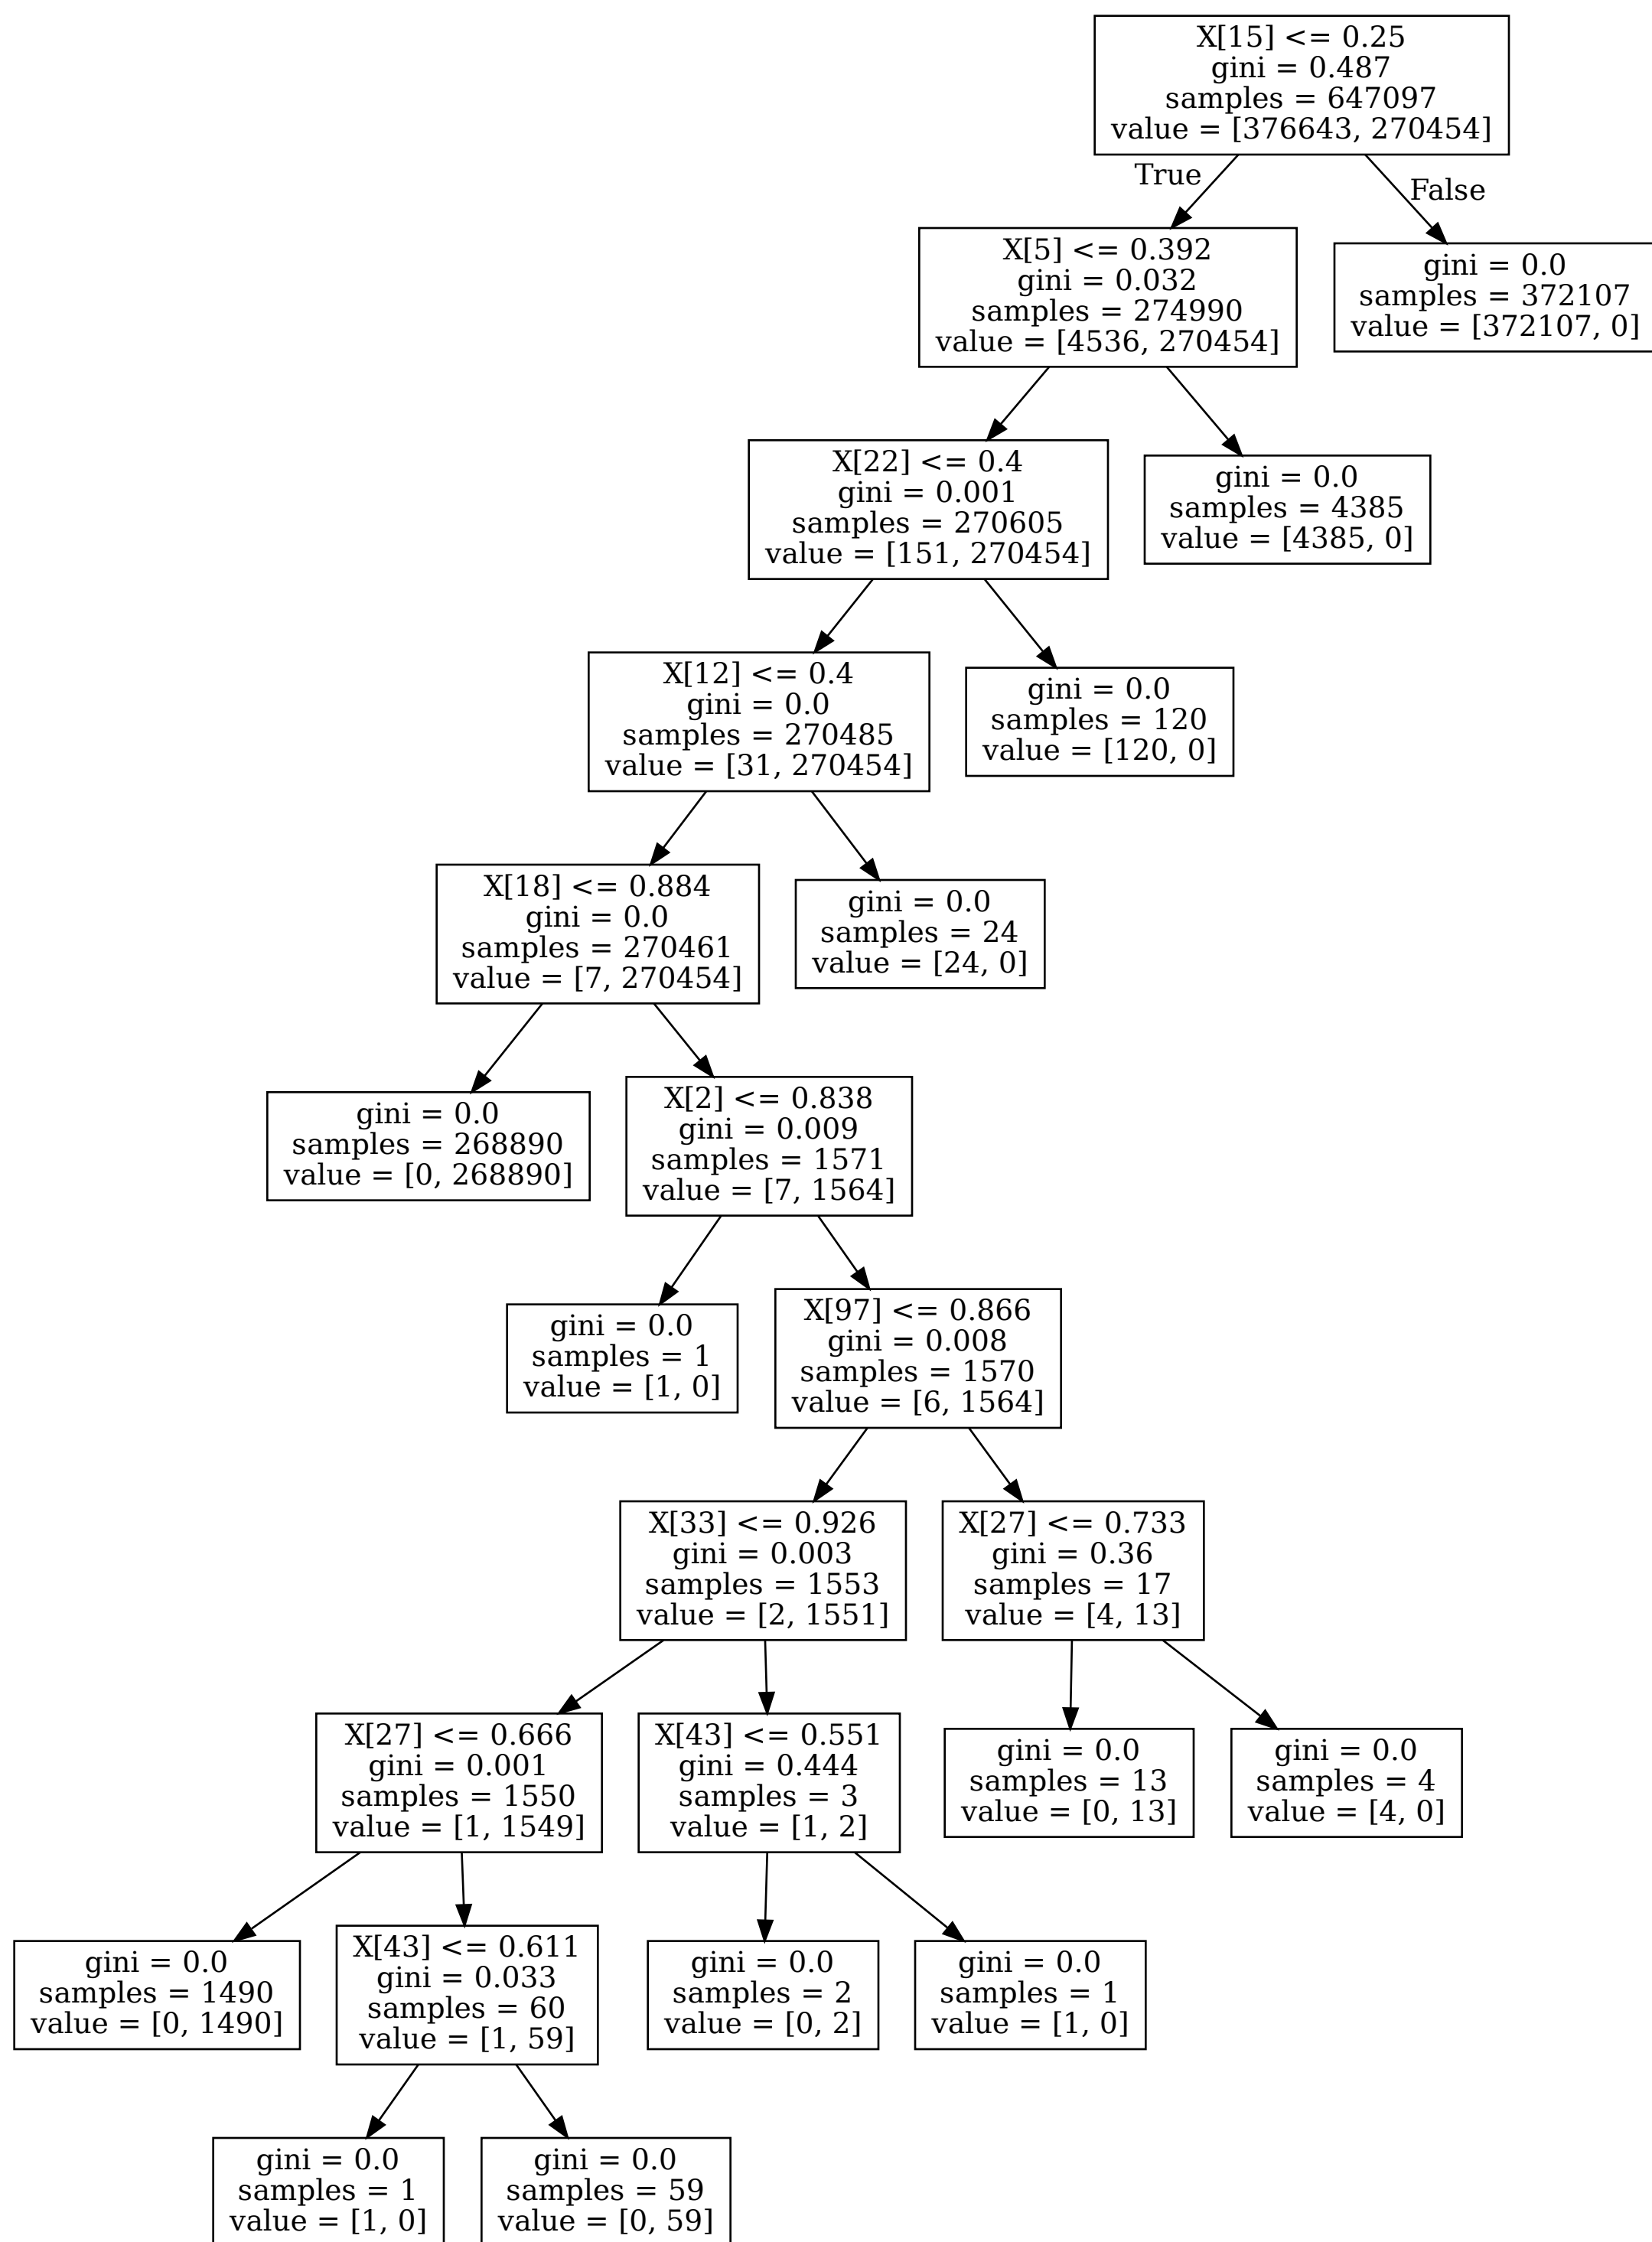 X[15] <= 0.25
gini = 0.487
samples = 647097
value = [376643, 270454]
True
False
X[5] <= 0.392
gini = 0.032
samples = 274990
value = [4536, 270454]
gini = 0.0
samples = 372107
value = [372107, 0]
X[22] <= 0.4
gini = 0.001
samples = 270605
value = [151, 270454]
gini = 0.0
samples = 4385
value = [4385, 0]
X[12] <= 0.4
gini = 0.0
samples = 270485
value = [31, 270454]
gini = 0.0
samples = 120
value = [120, 0]
X[18] <= 0.884
gini = 0.0
samples = 270461
value = [7, 270454]
gini = 0.0
samples = 24
value = [24, 0]
gini = 0.0
samples = 268890
value = [0, 268890]
X[2] <= 0.838
gini = 0.009
samples = 1571
value = [7, 1564]
gini = 0.0
samples = 1
value = [1, 0]
X[97] <= 0.866
gini = 0.008
samples = 1570
value = [6, 1564]
X[33] <= 0.926
gini = 0.003
samples = 1553
value = [2, 1551]
X[27] <= 0.733
gini = 0.36
samples = 17
value = [4, 13]
X[27] <= 0.666
gini = 0.001
samples = 1550
value = [1, 1549]
X[43] <= 0.551
gini = 0.444
samples = 3
value = [1, 2]
gini = 0.0
samples = 13
value = [0, 13]
gini = 0.0
samples = 4
value = [4, 0]
gini = 0.0
samples = 1490
value = [0, 1490]
X[43] <= 0.611
gini = 0.033
samples = 60
value = [1, 59]
gini = 0.0
samples = 2
value = [0, 2]
gini = 0.0
samples = 1
value = [1, 0]
gini = 0.0
samples = 1
value = [1, 0]
gini = 0.0
samples = 59
value = [0, 59]